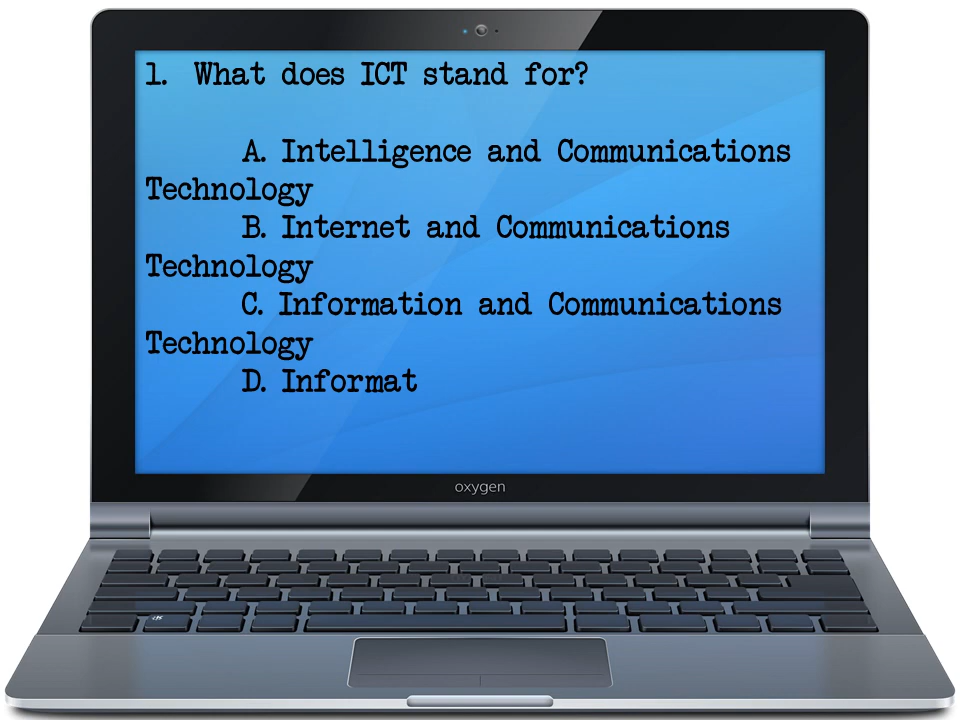 1. What does ICT stand for?
A. Intelligence and Communications
Technology
B. Internet and Communications
Technology
C. Information and Communications
Technology
D. Informat
oxygen